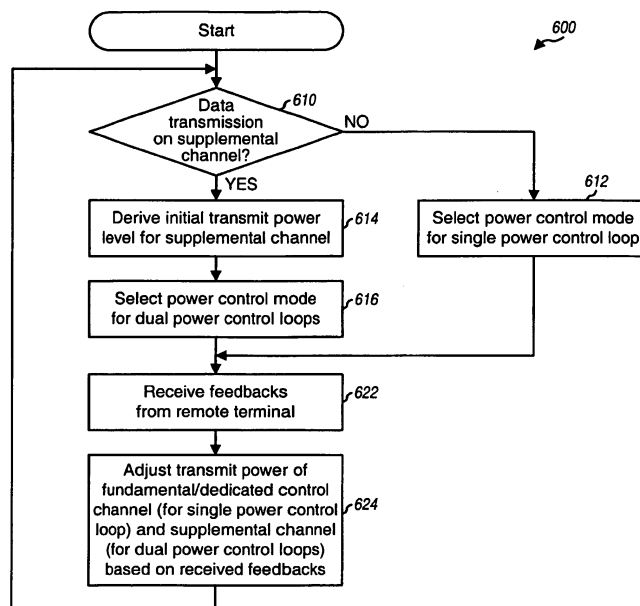 Start
600
Data
transmission
on supplemental
channel?
610
NO
YES
612
Select power control mode
for single power control loop
Derive initial transmit power
level for supplemental channel
614
Select power control mode
for dual power control loops
616
Receive feedbacks
from remote terminal
622
Adjust transmit power of
fundamental/dedicated control
channel (for single power control
loop) and supplemental channel
(for dual power control loops)
based on received feedbacks
624